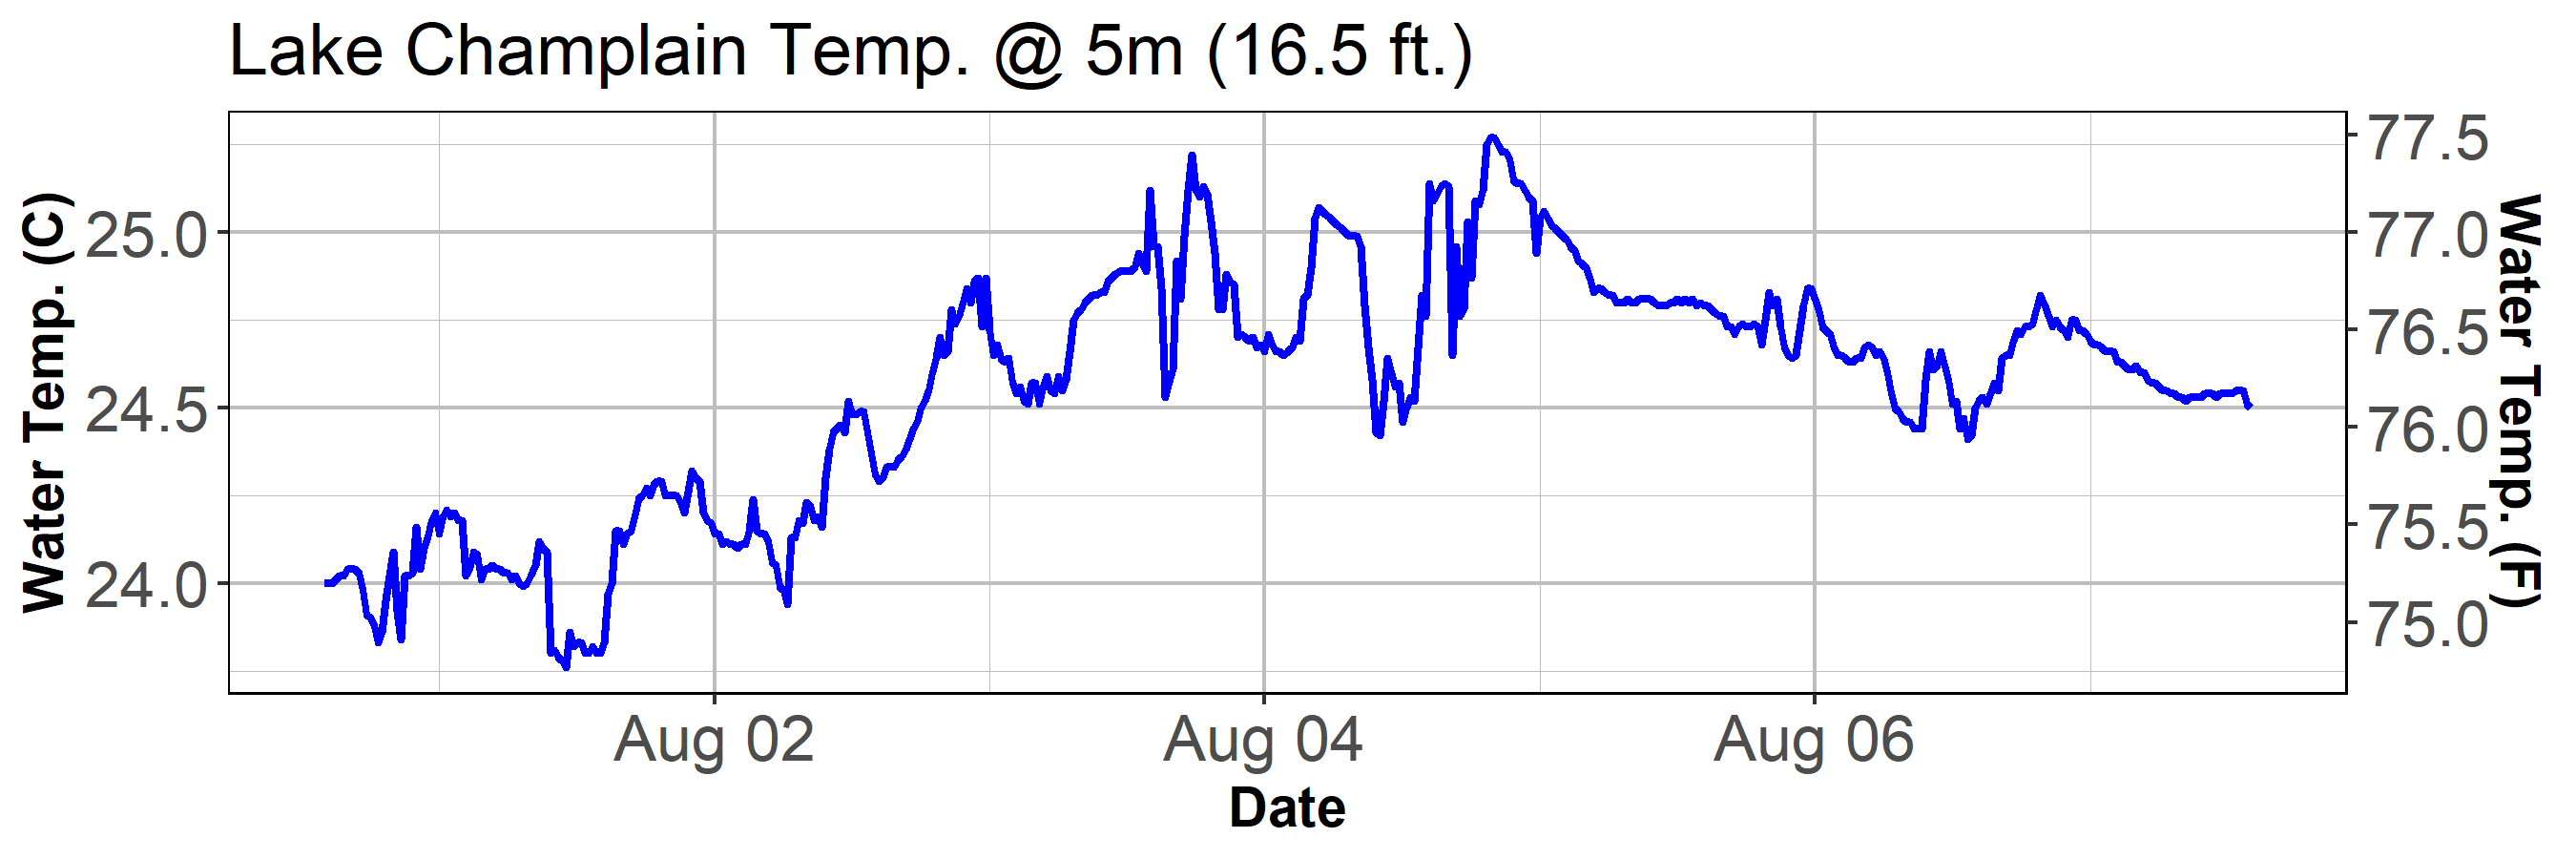 Lake Champlain Temp. @ 5m (16.5 ft.)
Water Temp. (C)
25.0
24.5
24.0
77.5
77.0
76.5
76.0
75.5
75.0
Water Temp. (F)
Aug 02
Aug 04
Aug 06
Date